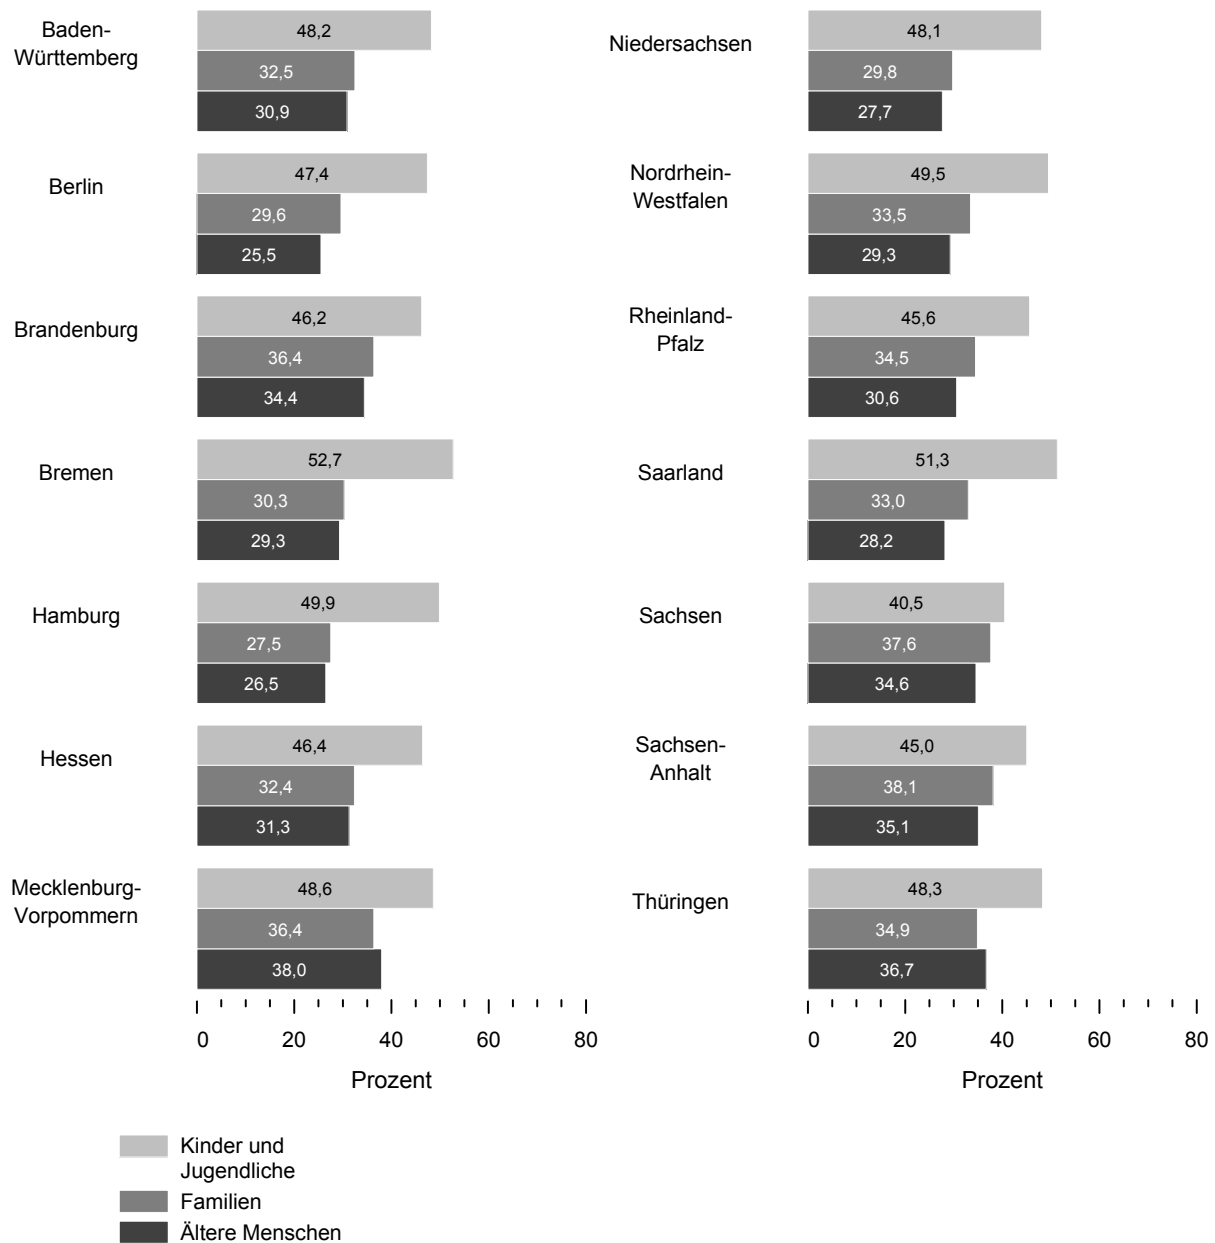 Baden-
Württemberg
48,2
32,5
30,9
Berlin
47,4
29,6
25,5
Brandenburg
46,2
36,4
34,4
Bremen
52,7
30,3
29,3
Hamburg
49,9
27,5
26,5
Hessen
46,4
32,4
31,3
Mecklenburg-
Vorpommern
48,6
36,4
38,0
0 20 40 60 80
Prozent
Niedersachsen
48,1
29,8
27,7
Nordrhein-
Westfalen
49,5
33,5
29,3
Rheinland-
Pfalz
45,6
34,5
30,6
Saarland
51,3
33,0
28,2
Sachsen
40,5
37,6
34,6
Sachsen-
Anhalt
45,0
38,1
35,1
Thüringen
48,3
34,9
36,7
0 20 40 60 80
Prozent
Kinder und
Jugendliche
Familien
Ältere Menschen